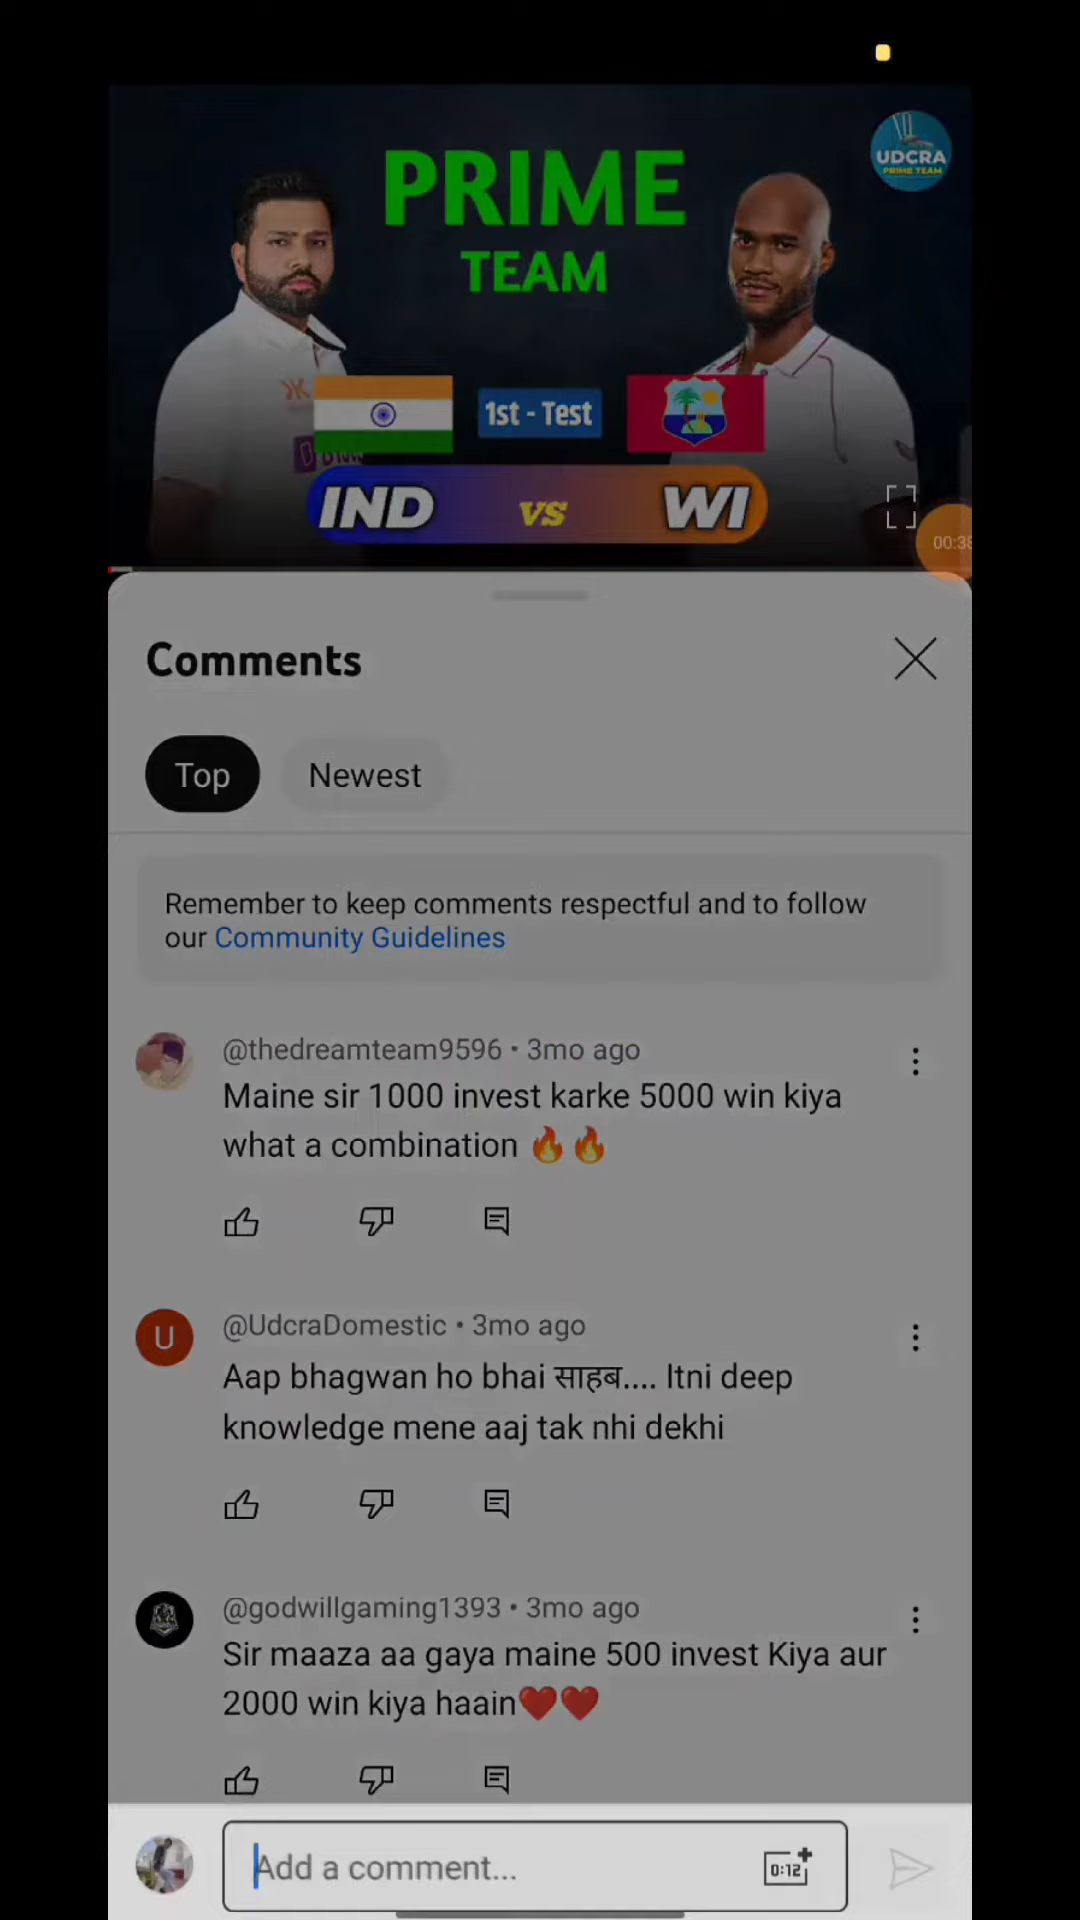 UDCRA
PRIME TEAM
PRIME
TEAM
1st - Test
IND vs WI
00:38
Comments
Top
Newest
Remember to keep comments respectful and to follow
our Community Guidelines
@thedreamteam9596 • 3mo ago
Maine sir 1000 invest karke 5000 win kiya
what a combination 🔥🔥
U
@UdcraDomestic • 3mo ago
Aap bhagwan ho bhai साहब.... Itni deep
knowledge mene aaj tak nhi dekhi
@godwillgaming1393 • 3mo ago
Sir maaza aa gaya maine 500 invest Kiya aur
2000 win kiya haain❤️❤️
Add a comment...
0:12